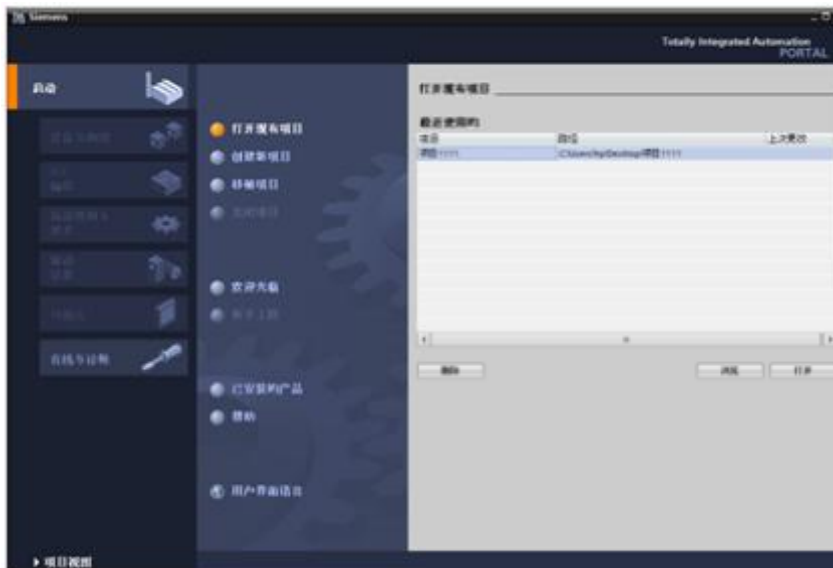 Siemens
Totally Integrated Automation
PORTAL
启动
在线与诊断
打开现有项目
创建新项目
移植项目
关闭项目
欢迎光临
新手上路
已安装的产品
帮助
用户界面语言
打开现有项目
最近使用的
项目
路径
上次更改
项目1111
C:\Users\hp\Desktop\项目1111
删除
浏览
打开
项目视图